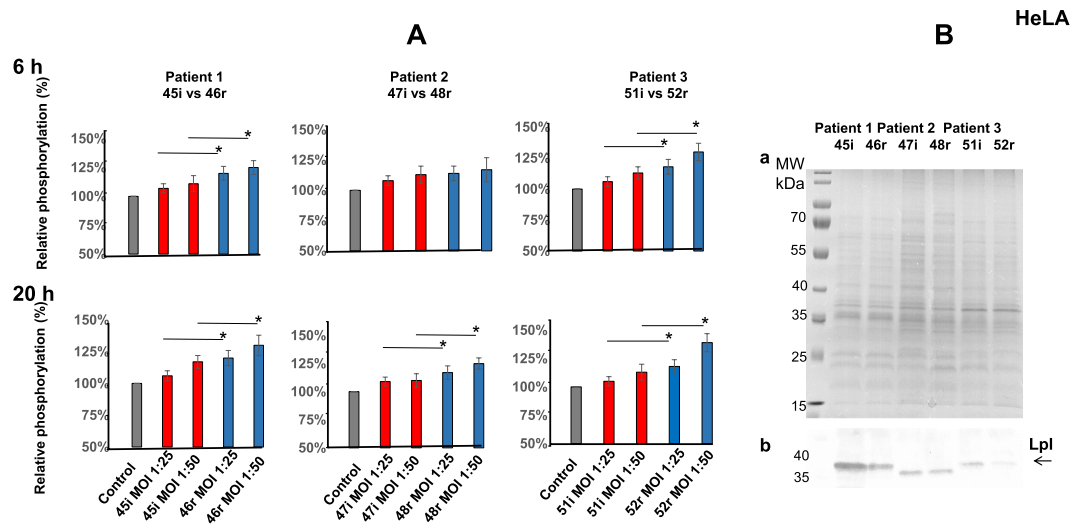 HeLA
A
B
6 h
Patient 1
45i vs 46r
Patient 2
47i vs 48r
Patient 3
51i vs 52r
Relative phosphorylation (%)
150%
125%
100%
75%
50%
*
*
150%
125%
100%
75%
50%
150%
125%
100%
75%
50%
*
*
20 h
Relative phosphorylation (%)
150%
125%
100%
75%
50%
*
*
150%
125%
100%
75%
50%
*
*
150%
125%
100%
75%
50%
*
*
Control
45i MOI 1:25
45i MOI 1:50
46r MOI 1:25
46r MOI 1:50
Control
47i MOI 1:25
47i MOI 1:50
48r MOI 1:25
48r MOI 1:50
Control
51i MOI 1:25
51i MOI 1:50
52r MOI 1:25
52r MOI 1:50
Patient 1 Patient 2 Patient 3
45i 46r 47i 48r 51i 52r
a
MW
kDa
70
55
40
35
25
15
b
40
35
Lpl
←